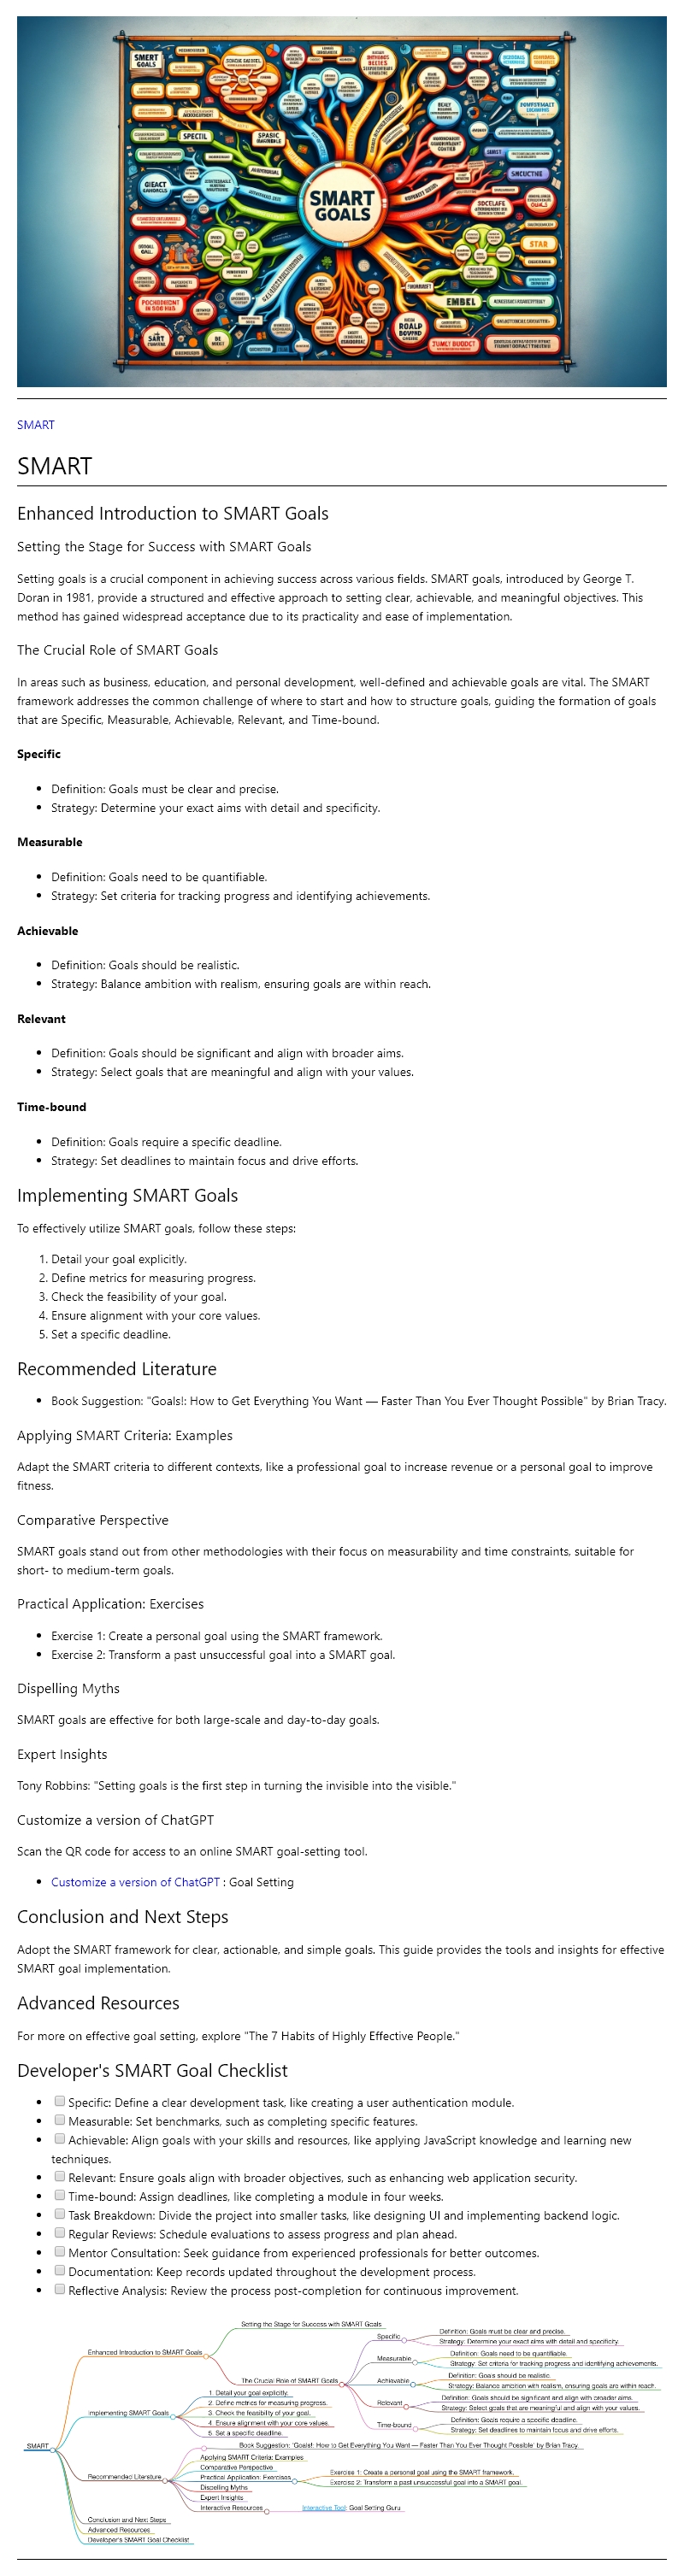 SMART
GOALS
SPECTIL
STAR
EMBEL
SMART
SMART
Enhanced Introduction to SMART Goals
Setting the Stage for Success with SMART Goals
Setting goals is a crucial component in achieving success across various fields. SMART goals, introduced by George T.
Doran in 1981, provide a structured and effective approach to setting clear, achievable, and meaningful objectives. This
method has gained widespread acceptance due to its practicality and ease of implementation.
The Crucial Role of SMART Goals
In areas such as business, education, and personal development, well-defined and achievable goals are vital. The SMART
framework addresses the common challenge of where to start and how to structure goals, guiding the formation of goals
that are Specific, Measurable, Achievable, Relevant, and Time-bound.
Specific
• Definition: Goals must be clear and precise.
• Strategy: Determine your exact aims with detail and specificity.
Measurable
• Definition: Goals need to be quantifiable.
• Strategy: Set criteria for tracking progress and identifying achievements.
Achievable
• Definition: Goals should be realistic.
• Strategy: Balance ambition with realism, ensuring goals are within reach.
Relevant
• Definition: Goals should be significant and align with broader aims.
• Strategy: Select goals that are meaningful and align with your values.
Time-bound
• Definition: Goals require a specific deadline.
• Strategy: Set deadlines to maintain focus and drive efforts.
Implementing SMART Goals
To effectively utilize SMART goals, follow these steps:
1. Detail your goal explicitly.
2. Define metrics for measuring progress.
3. Check the feasibility of your goal.
4. Ensure alignment with your core values.
5. Set a specific deadline.
Recommended Literature
• Book Suggestion: "Goals!: How to Get Everything You Want — Faster Than You Ever Thought Possible" by Brian Tracy.
Applying SMART Criteria: Examples
Adapt the SMART criteria to different contexts, like a professional goal to increase revenue or a personal goal to improve
fitness.
Comparative Perspective
SMART goals stand out from other methodologies with their focus on measurability and time constraints, suitable for
short- to medium-term goals.
Practical Application: Exercises
• Exercise 1: Create a personal goal using the SMART framework.
• Exercise 2: Transform a past unsuccessful goal into a SMART goal.
Dispelling Myths
SMART goals are effective for both large-scale and day-to-day goals.
Expert Insights
Tony Robbins: "Setting goals is the first step in turning the invisible into the visible."
Customize a version of ChatGPT
Scan the QR code for access to an online SMART goal-setting tool.
• Customize a version of ChatGPT : Goal Setting
Conclusion and Next Steps
Adopt the SMART framework for clear, actionable, and simple goals. This guide provides the tools and insights for effective
SMART goal implementation.
Advanced Resources
For more on effective goal setting, explore "The 7 Habits of Highly Effective People."
Developer's SMART Goal Checklist
• Specific: Define a clear development task, like creating a user authentication module.
• Measurable: Set benchmarks, such as completing specific features.
• Achievable: Align goals with your skills and resources, like applying JavaScript knowledge and learning new
techniques.
• Relevant: Ensure goals align with broader objectives, such as enhancing web application security.
• Time-bound: Assign deadlines, like completing a module in four weeks.
• Task Breakdown: Divide the project into smaller tasks, like designing UI and implementing backend logic.
• Regular Reviews: Schedule evaluations to assess progress and plan ahead.
• Mentor Consultation: Seek guidance from experienced professionals for better outcomes.
• Documentation: Keep records updated throughout the development process.
• Reflective Analysis: Review the process post-completion for continuous improvement.
SMART
Enhanced Introduction to SMART Goals
Setting the Stage for Success with SMART Goals
The Crucial Role of SMART Goals
Specific
Definition: Goals must be clear and precise.
Strategy: Determine your exact aims with detail and specificity.
Measurable
Definition: Goals need to be quantifiable.
Strategy: Set criteria for tracking progress and identifying achievements.
Achievable
Definition: Goals should be realistic
Strategy: Balance ambition with realism, ensuring goals are within reach.
Relevant
Definition: Goals should be significant and align with broader aims.
Strategy: Select goals that are meaningful and align with your values.
Time-bound
Definition: Goals require a specific deadline.
Strategy: Set deadlines to maintain focus and drive efforts.
Implementing SMART Goals
1. Detail your goal explicitly.
2. Define metrics for measuring progress.
3. Check the feasibility of your goal.
4. Ensure alignment with your core values.
5. Set a specific deadline.
Recommended Literature
Book Suggestion: "Goals!: How to Get Everything You Want — Faster Than You Ever Thought Possible" by Brian Tracy.
Applying SMART Criteria: Examples
Comparative Perspective
Practical Application: Exercises
Exercise 1: Create a personal goal using the SMART framework.
Exercise 2: Transform a past unsuccessful goal into a SMART goal.
Dispelling Myths
Expert Insights
Interactive Resources
Interactive Tool: Goal Setting Guru
Conclusion and Next Steps
Advanced Resources
Developer's SMART Goal Checklist